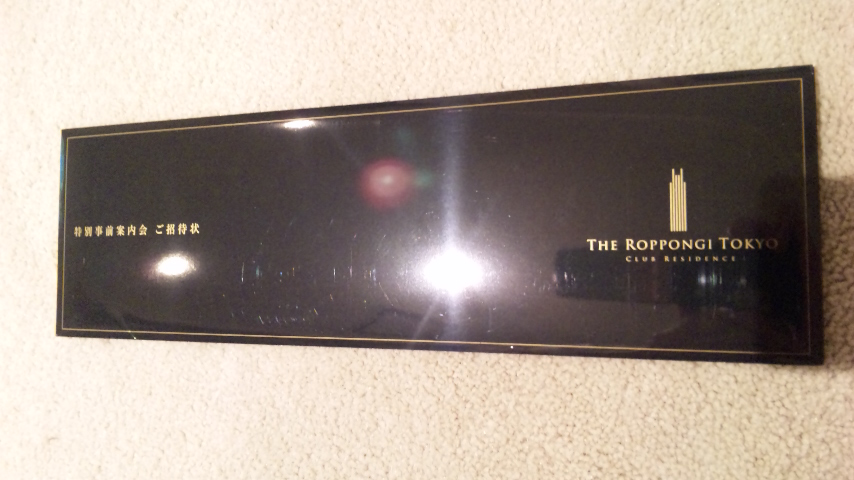 特別事前案内会 ご招待状
THE ROPPONGI TOKYO
CLUB RESIDENCE